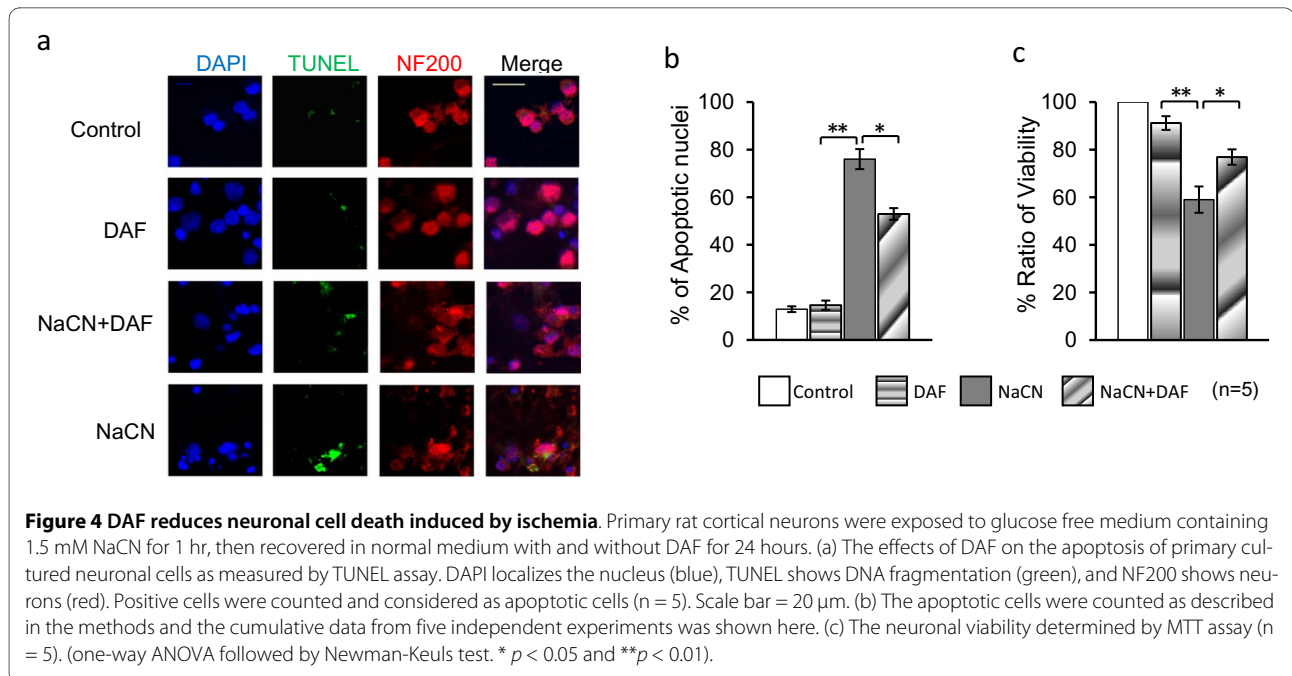 a
DAPI TUNEL NF200 Merge
Control
DAF
NaCN+DAF
NaCN
b
% of Apoptotic nuclei
100
80
60
40
20
0
** *
c
% Ratio of Viability
100
80
60
40
20
0
** *
Control DAF NaCN NaCN+DAF (n=5)
Figure 4 DAF reduces neuronal cell death induced by ischemia. Primary rat cortical neurons were exposed to glucose free medium containing
1.5 mM NaCN for 1 hr, then recovered in normal medium with and without DAF for 24 hours. (a) The effects of DAF on the apoptosis of primary cul-
tured neuronal cells as measured by TUNEL assay. DAPI localizes the nucleus (blue), TUNEL shows DNA fragmentation (green), and NF200 shows neu-
rons (red). Positive cells were counted and considered as apoptotic cells (n = 5). Scale bar = 20 μm. (b) The apoptotic cells were counted as described
in the methods and the cumulative data from five independent experiments was shown here. (c) The neuronal viability determined by MTT assay (n
= 5). (one-way ANOVA followed by Newman-Keuls test. * p < 0.05 and **p < 0.01).